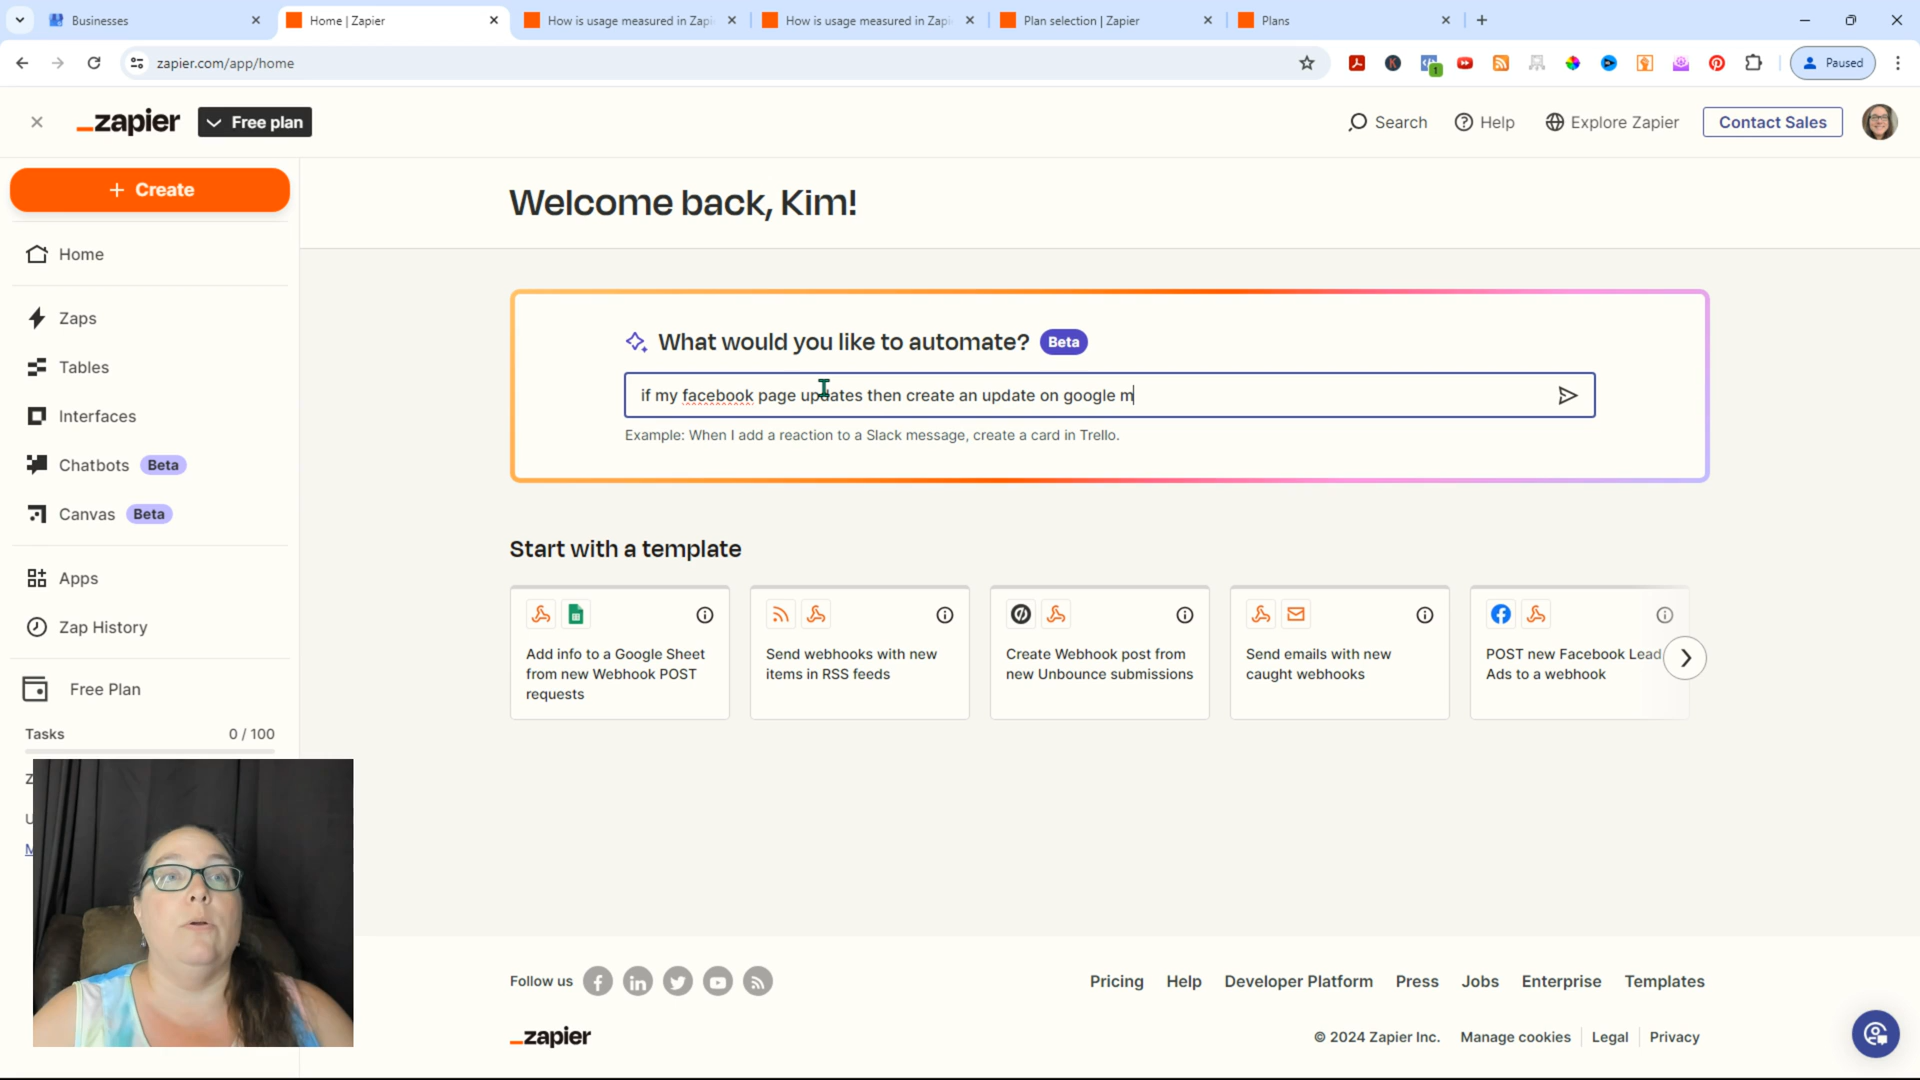 Businesses
Home | Zapier
How is usage measured in Zapi
How is usage measured in Zapi
Plan selection | Zapier
Plans
zapier.com/app/home
1
Paused
zapier
Free plan
Search
Help
Explore Zapier
Contact Sales
+ Create
Welcome back, Kim!
Home
Zaps
Tables
Interfaces
Chatbots Beta
Canvas Beta
Apps
Zap History
Free Plan
Tasks 0 / 100
What would you like to automate? Beta
if my facebook page updates then create an update on google m
Example: When I add a reaction to a Slack message, create a card in Trello.
Start with a template
Add info to a Google Sheet
from new Webhook POST
requests
Send webhooks with new
items in RSS feeds
Create Webhook post from
new Unbounce submissions
Send emails with new
caught webhooks
POST new Facebook Lead
Ads to a webhook
Follow us
Pricing
Help
Developer Platform
Press
Jobs
Enterprise
Templates
zapier
© 2024 Zapier Inc.
Manage cookies
Legal
Privacy